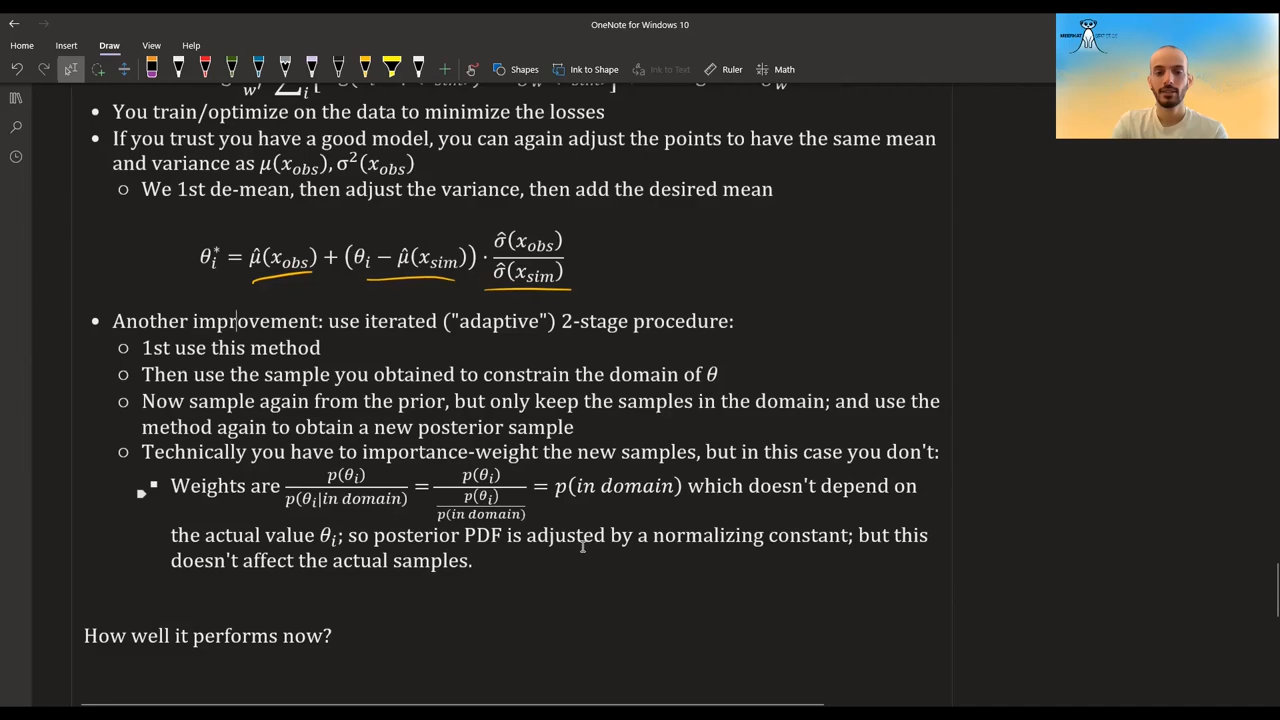 OneNote for Windows 10
Home Insert Draw View Help
Shapes Ink to Shape Ink to Text Ruler Math
MEERKAT
• You train/optimize on the data to minimize the losses
• If you trust you have a good model, you can again adjust the points to have the same mean
and variance as μ(x_obs), σ²(x_obs)
○ We 1st de-mean, then adjust the variance, then add the desired mean
θ_i^* = μ̂(x_obs) + (θ_i − μ̂(x_sim)) · σ̂(x_obs) / σ̂(x_sim)
• Another improvement: use iterated ("adaptive") 2-stage procedure:
○ 1st use this method
○ Then use the sample you obtained to constrain the domain of θ
○ Now sample again from the prior, but only keep the samples in the domain; and use the
method again to obtain a new posterior sample
○ Technically you have to importance-weight the new samples, but in this case you don't:
▪ Weights are p(θ_i) / p(θ_i|in domain) = p(θ_i) / (p(θ_i) / p(in domain)) = p(in domain) which doesn't depend on
the actual value θ_i; so posterior PDF is adjusted by a normalizing constant; but this
doesn't affect the actual samples.
How well it performs now?